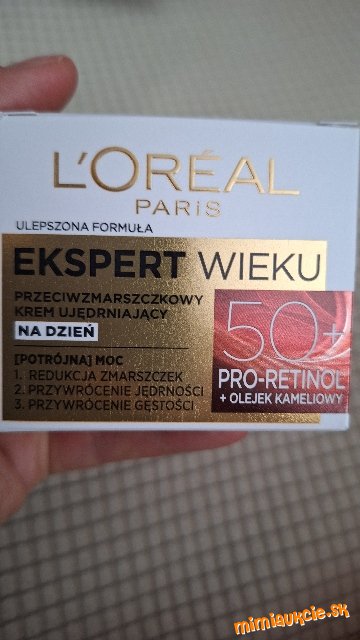 L'ORÉAL
PARiS
ULEPSZONA FORMUŁA
EKSPERT WIEKU
PRZECIWZMARSZCZKOWY
KREM UJĘDRNIAJĄCY
NA DZIEŃ
50+
[POTRÓJNA] MOC
1. REDUKCJA ZMARSZCZEK
2. PRZYWRÓCENIE JĘDRNOŚCI
3. PRZYWRÓCENIE GĘSTOŚCI
PRO-RETINOL
+ OLEJEK KAMELIOWY
mimiaukcie.sk